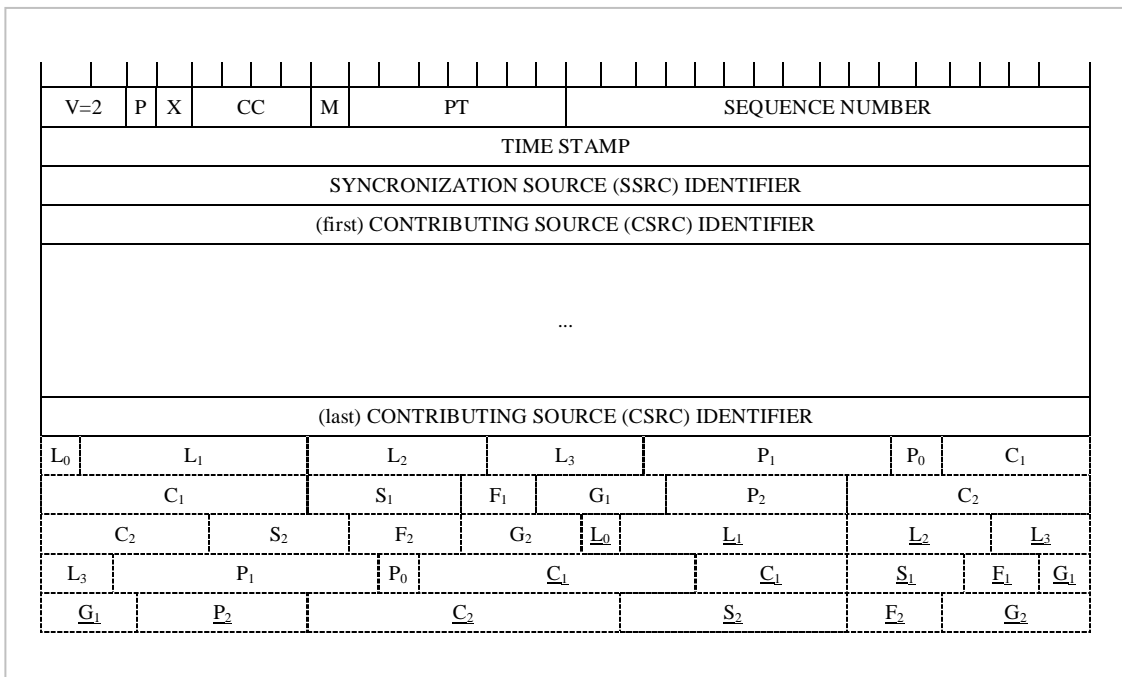 V=2 P X CC M PT SEQUENCE NUMBER
TIME STAMP
SYNCRONIZATION SOURCE (SSRC) IDENTIFIER
(first) CONTRIBUTING SOURCE (CSRC) IDENTIFIER
...
(last) CONTRIBUTING SOURCE (CSRC) IDENTIFIER
L₀ L₁ L₂ L₃ P₁ P₀ C₁
C₁ S₁ F₁ G₁ P₂ C₂
C₂ S₂ F₂ G₂ L₀ L₁ L₂ L₃
L₃ P₁ P₀ C₁ C₁ S₁ F₁ G₁
G₁ P₂ C₂ S₂ F₂ G₂